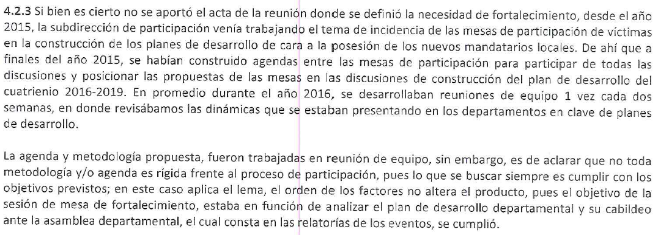 4.2.3 Si bien es cierto no se aportó el acta de la reunión donde se definió la necesidad de fortalecimiento, desde el año
2015, la subdirección de participación venía trabajando el tema de incidencia de las mesas de participación de víctimas
en la construcción de los planes de desarrollo de cara a la posesión de los nuevos mandatarios locales. De ahí que a
finales del año 2015, se habían construido agendas entre las mesas de participación para participar de todas las
discusiones y posicionar las propuestas de las mesas en las discusiones de construcción del plan de desarrollo del
cuatrienio 2016-2019. En promedio durante el año 2016, se desarrollaban reuniones de equipo 1 vez cada dos
semanas, en donde revisábamos las dinámicas que se estaban presentando en los departamentos en clave de planes
de desarrollo.

La agenda y metodología propuesta, fueron trabajadas en reunión de equipo, sin embargo, es de aclarar que no toda
metodología y/o agenda es rígida frente al proceso de participación, pues lo que se buscar siempre es cumplir con los
objetivos previstos; en este caso aplica el lema, el orden de los factores no altera el producto, pues el objetivo de la
sesión de mesa de fortalecimiento, estaba en función de analizar el plan de desarrollo departamental y su cabildeo
ante la asamblea departamental, el cual consta en las relatorías de los eventos, se cumplió.